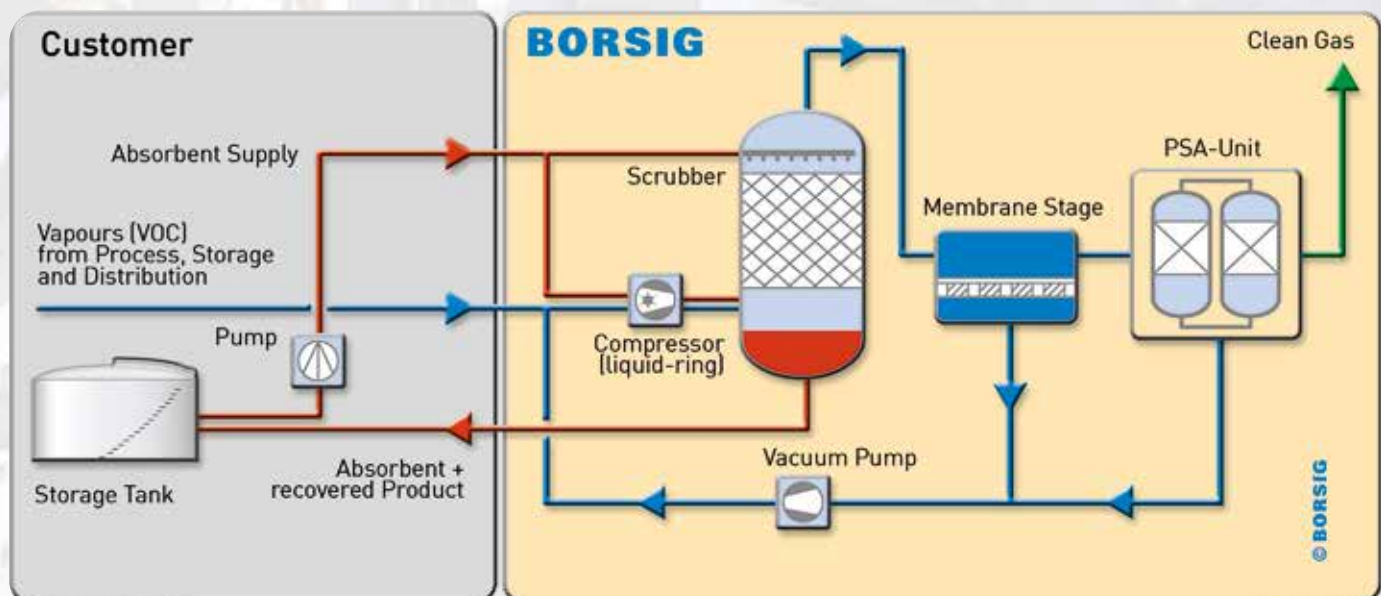 Customer
BORSIG
Clean Gas
Absorbent Supply
PSA-Unit
Scrubber
Membrane Stage
Vapours (VOC)
from Process, Storage
and Distribution
Pump
Compressor
(liquid-ring)
Vacuum Pump
Absorbent +
recovered Product
Storage Tank
© BORSIG